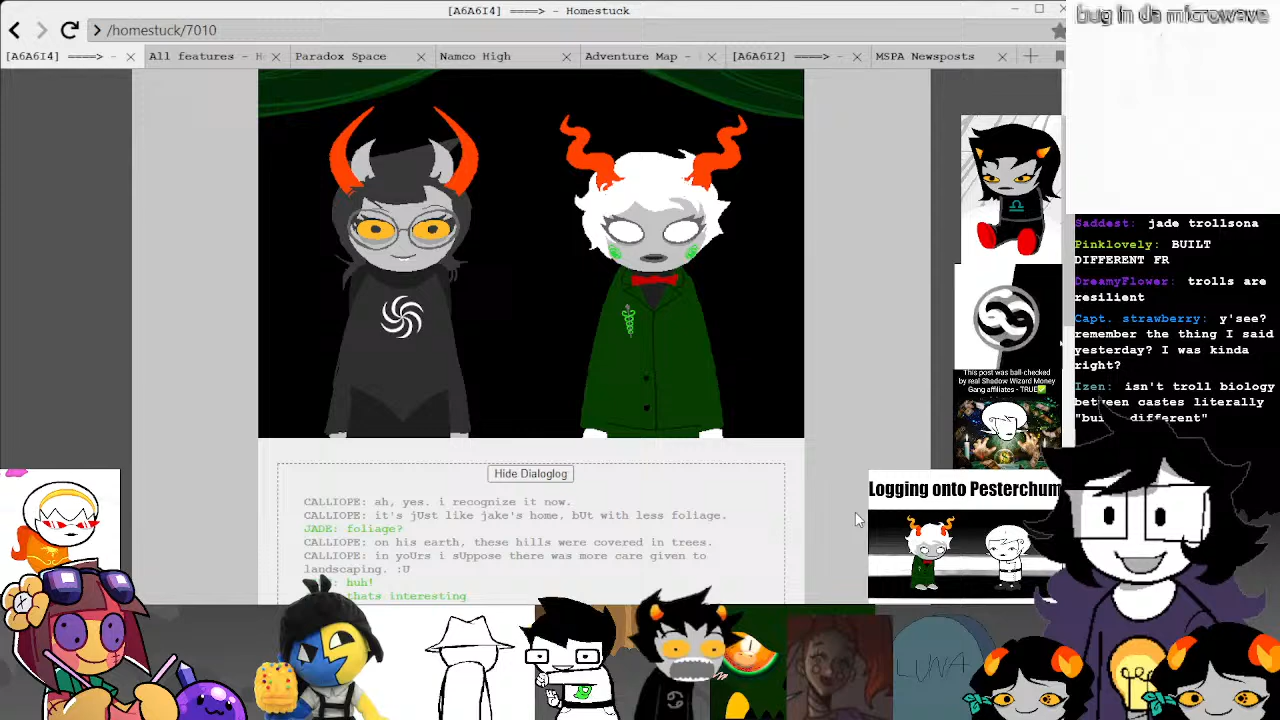 [A6A6I4] ====> - Homestuck
/homestuck/7010
[A6A6I4] ====> -
All features - H
Paradox Space
Namco High
Adventure Map -
[A6A6I2] ====> -
MSPA Newsposts
bug in da microwave
Saddest: jade trollsona
Pinklovely: BUILT
DIFFERENT FR
DreamyFlower: trolls are
resilient
Capt. strawberry: y'see?
remember the thing I said
yesterday? I was kinda
right?
Izen: isn't troll biology
between castes literally
This post was ball-checked
by real Shadow Wizard Money
Gang affiliates - TRUE✅
Logging onto Pesterchum
Hide Dialoglog
CALLIOPE: ah, yes. i recognize it now.
CALLIOPE: it's jUst like jake's home, bUt with less foliage.
JADE: foliage?
CALLIOPE: on his earth, these hills were covered in trees.
CALLIOPE: in yoUrs i sUppose there was more care given to
landscaping. :U
huh!
thats interesting
LUNA